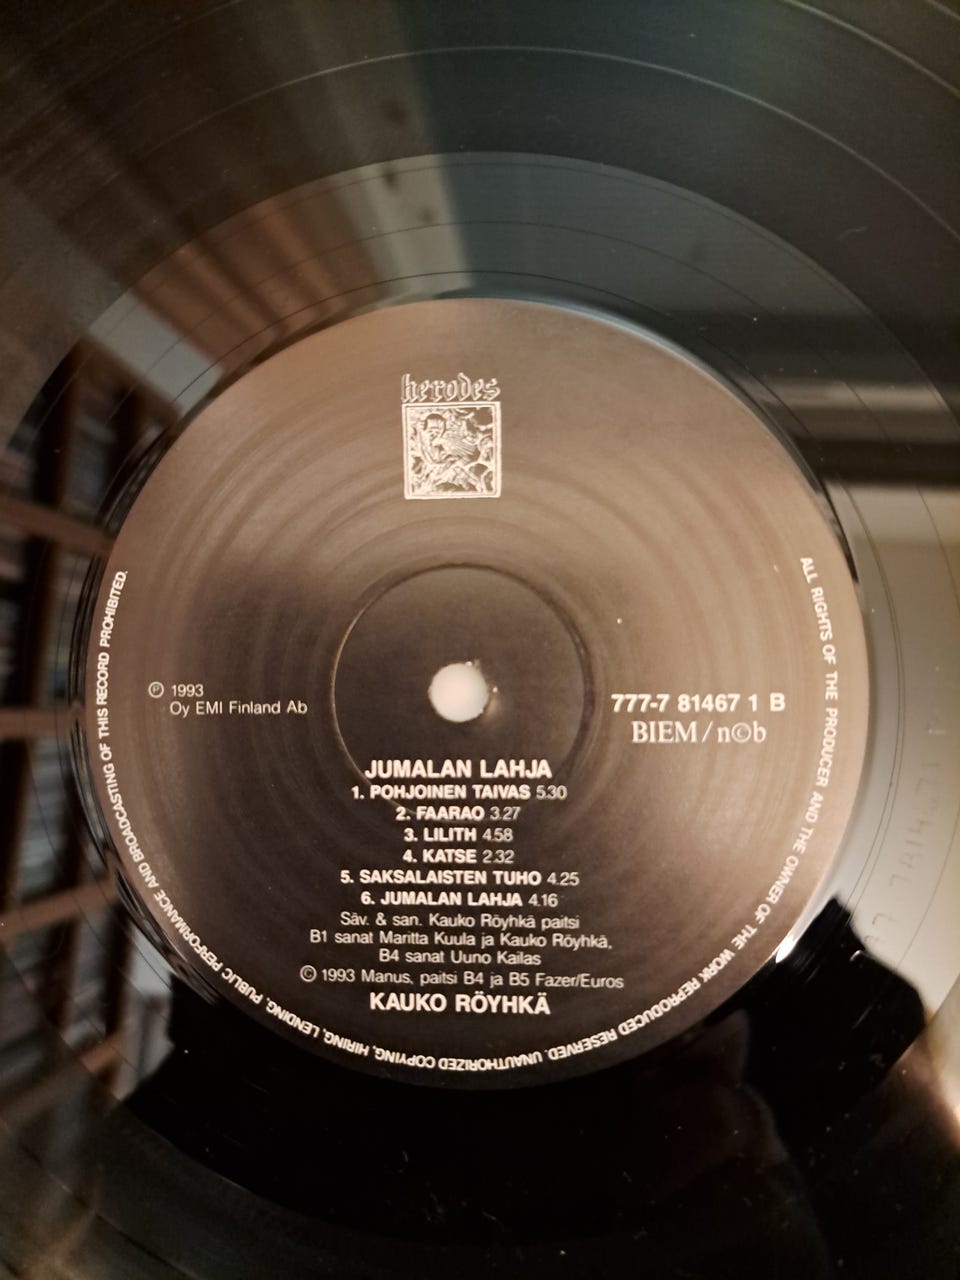 herodes
℗ 1993
Oy EMI Finland Ab
777-7 81467 1 B
BIEM / n©b
JUMALAN LAHJA
1. POHJOINEN TAIVAS 5.30
2. FAARAO 3.27
3. LILITH 4.58
4. KATSE 2.32
5. SAKSALAISTEN TUHO 4.25
6. JUMALAN LAHJA 4.16
Säv. & san. Kauko Röyhkä paitsi
B1 sanat Maritta Kuula ja Kauko Röyhkä,
B4 sanat Uuno Kailas
© 1993 Manus, paitsi B4 ja B5 Fazer/Euros
KAUKO RÖYHKÄ
ALL RIGHTS OF THE PRODUCER AND THE OWNER OF THE WORK REPRODUCED RESERVED. UNAUTHORIZED COPYING, HIRING, LENDING, PUBLIC PERFORMANCE AND BROADCASTING OF THIS RECORD PROHIBITED.